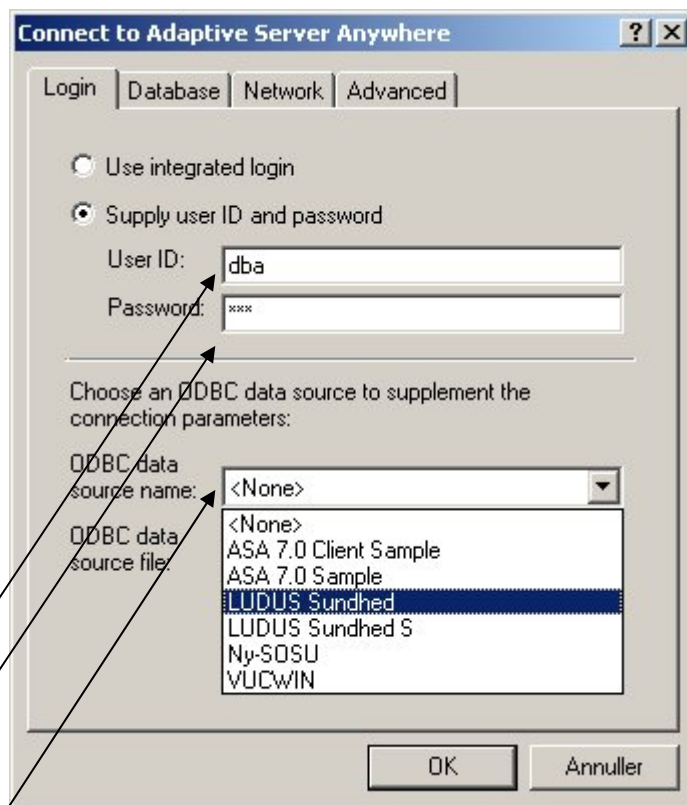 Connect to Adaptive Server Anywhere
Login Database Network Advanced
Use integrated login
Supply user ID and password
User ID: dba
Password: ***
Choose an ODBC data source to supplement the
connection parameters:
ODBC data
source name: <None>
ODBC data
source file:
<None>
ASA 7.0 Client Sample
ASA 7.0 Sample
LUDUS Sundhed
LUDUS Sundhed S
Ny-SOSU
VUCWIN
OK Annuller